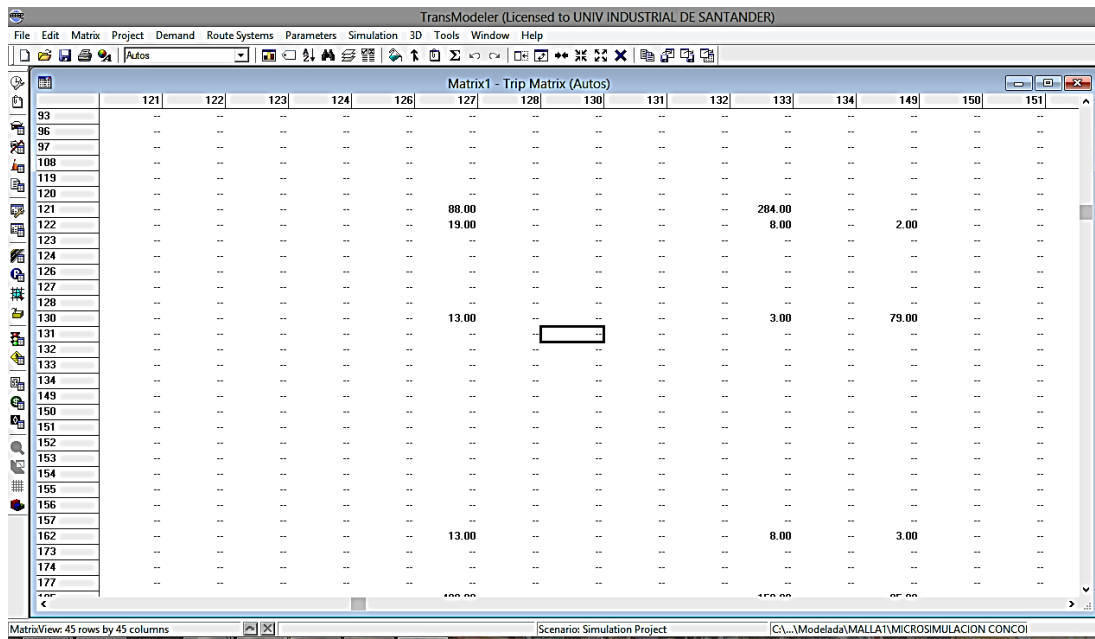 TransModeler (Licensed to UNIV INDUSTRIAL DE SANTANDER)
File Edit Matrix Project Demand Route Systems Parameters Simulation 3D Tools Window Help
Autos
Matrix1 - Trip Matrix (Autos)
121 122 123 124 126 127 128 130 131 132 133 134 149 150 151
93 -- -- -- -- -- -- -- -- -- -- -- -- -- -- --
96 -- -- -- -- -- -- -- -- -- -- -- -- -- -- --
97 -- -- -- -- -- -- -- -- -- -- -- -- -- -- --
108 -- -- -- -- -- -- -- -- -- -- -- -- -- -- --
119 -- -- -- -- -- -- -- -- -- -- -- -- -- -- --
120 -- -- -- -- -- -- -- -- -- -- -- -- -- -- --
121 -- -- -- -- -- 88.00 -- -- -- -- 284.00 -- -- -- --
122 -- -- -- -- -- 19.00 -- -- -- -- 8.00 -- 2.00 -- --
123 -- -- -- -- -- -- -- -- -- -- -- -- -- -- --
124 -- -- -- -- -- -- -- -- -- -- -- -- -- -- --
126 -- -- -- -- -- -- -- -- -- -- -- -- -- -- --
127 -- -- -- -- -- -- -- -- -- -- -- -- -- -- --
128 -- -- -- -- -- -- -- -- -- -- -- -- -- -- --
130 -- -- -- -- -- 13.00 -- -- -- -- 3.00 -- 79.00 -- --
131 -- -- -- -- -- -- -- -- -- -- -- -- -- -- --
132 -- -- -- -- -- -- -- -- -- -- -- -- -- -- --
133 -- -- -- -- -- -- -- -- -- -- -- -- -- -- --
134 -- -- -- -- -- -- -- -- -- -- -- -- -- -- --
149 -- -- -- -- -- -- -- -- -- -- -- -- -- -- --
150 -- -- -- -- -- -- -- -- -- -- -- -- -- -- --
151 -- -- -- -- -- -- -- -- -- -- -- -- -- -- --
152 -- -- -- -- -- -- -- -- -- -- -- -- -- -- --
153 -- -- -- -- -- -- -- -- -- -- -- -- -- -- --
154 -- -- -- -- -- -- -- -- -- -- -- -- -- -- --
155 -- -- -- -- -- -- -- -- -- -- -- -- -- -- --
156 -- -- -- -- -- -- -- -- -- -- -- -- -- -- --
157 -- -- -- -- -- -- -- -- -- -- -- -- -- -- --
162 -- -- -- -- -- 13.00 -- -- -- -- 8.00 -- 3.00 -- --
173 -- -- -- -- -- -- -- -- -- -- -- -- -- -- --
174 -- -- -- -- -- -- -- -- -- -- -- -- -- -- --
177 -- -- -- -- -- -- -- -- -- -- -- -- -- -- --
MatrixView: 45 rows by 45 columns Scenario: Simulation Project C:\...\Modelada\MALLA1\MICROSIMULACION CONCOI